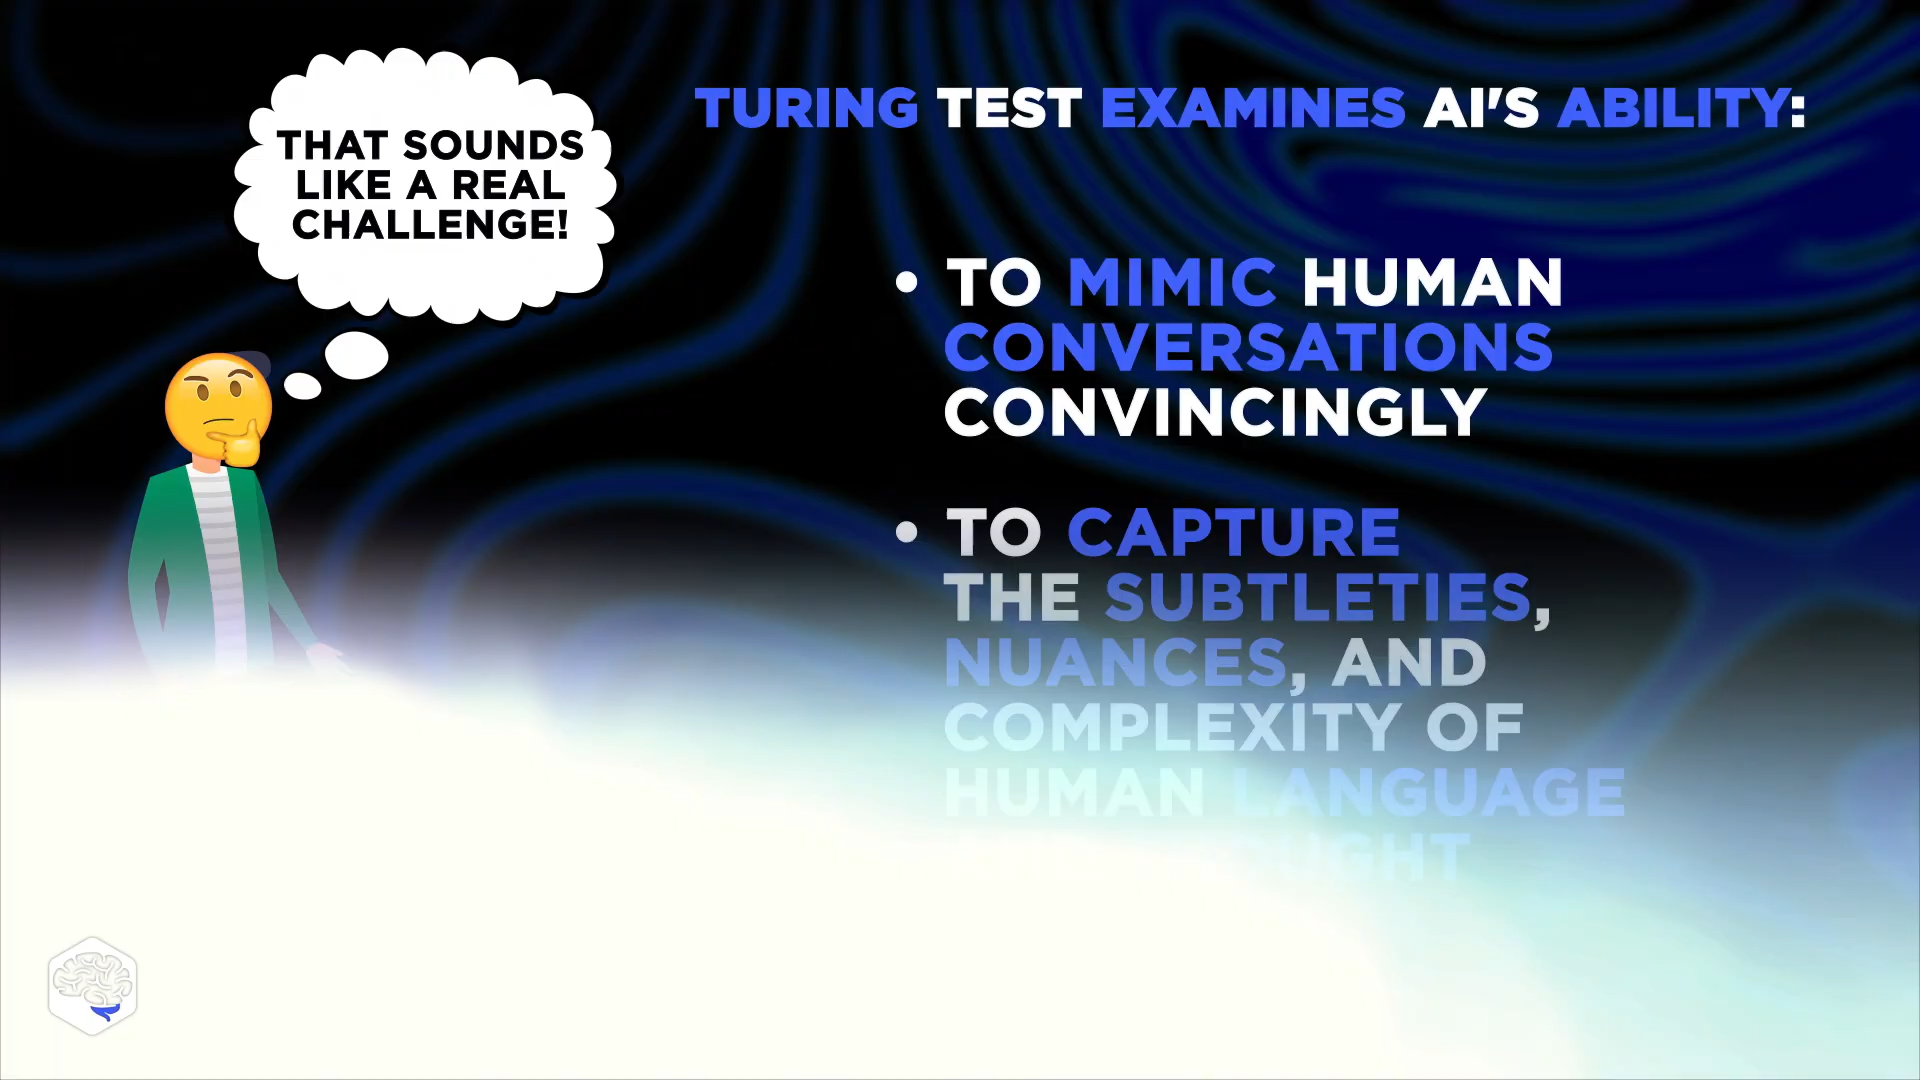 THAT SOUNDS
LIKE A REAL
CHALLENGE!
TURING TEST EXAMINES AI'S ABILITY:
• TO MIMIC HUMAN
CONVERSATIONS
CONVINCINGLY
• TO CAPTURE
THE SUBTLETIES,
NUANCES, AND
COMPLEXITY OF
HUMAN LANGUAGE